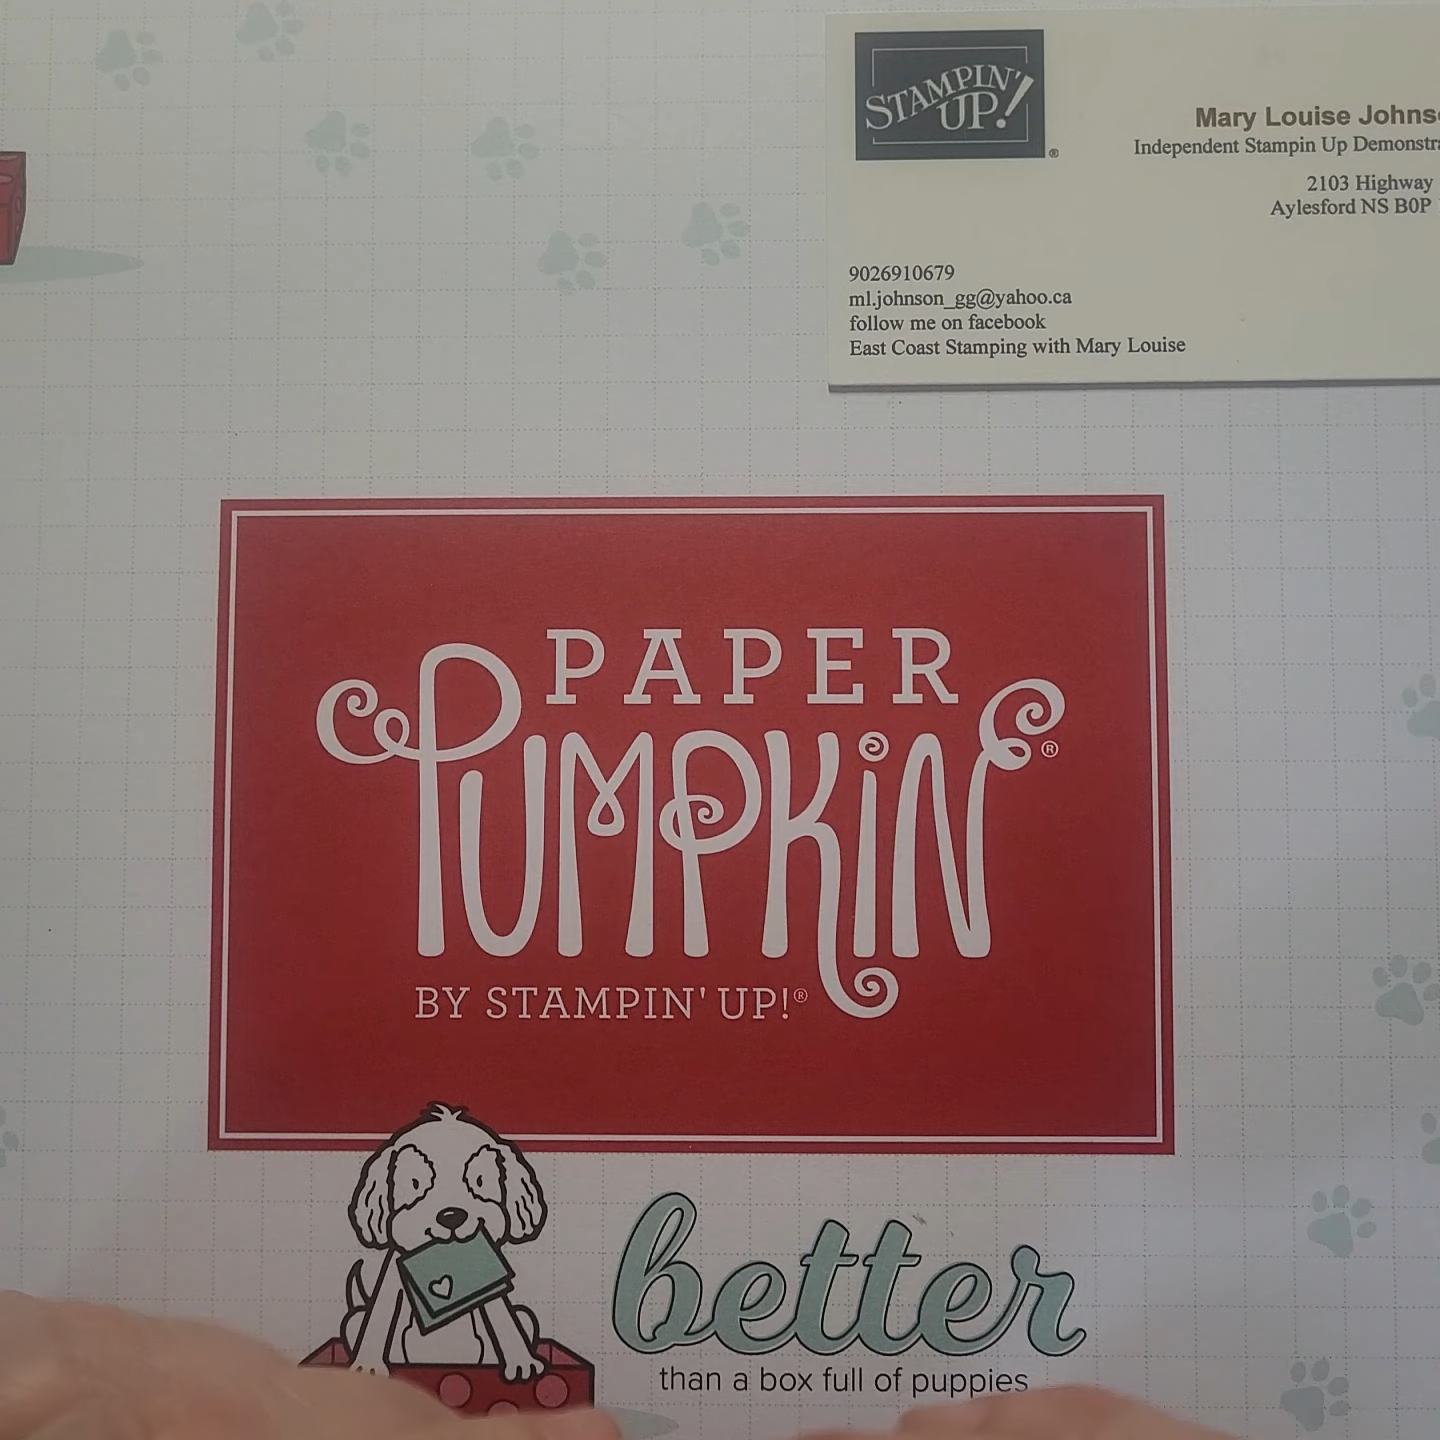 STAMPIN' UP!®
Mary Louise
Independent Stampin Up
2103 Highway
Aylesford NS B0P
9026910679
ml.johnson_gg@yahoo.ca
follow me on facebook
East Coast Stamping with Mary Louise
PAPER
PUMPKiN®
BY STAMPIN' UP!®
better
than a box full of puppies